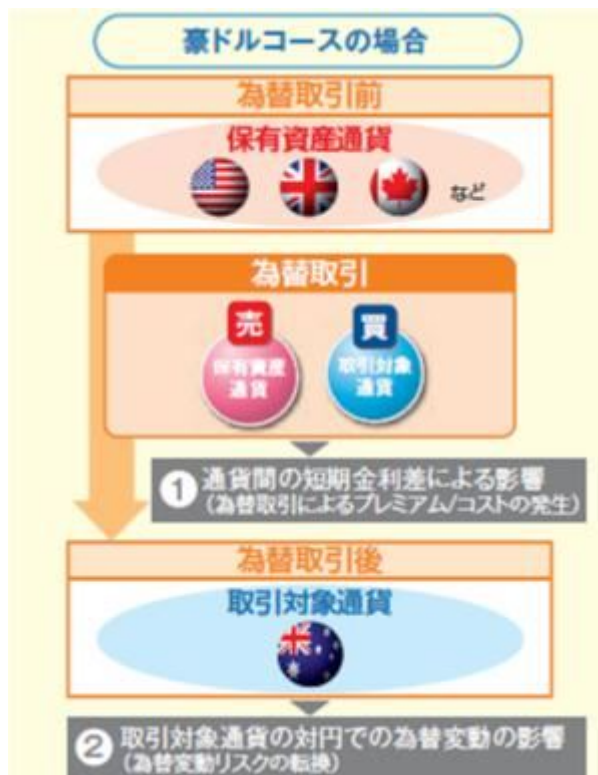 豪ドルコースの場合
為替取引前
保有資産通貨
など
為替取引
売
買
保有資産
通貨
取引対象
通貨
① 通貨間の短期金利差による影響
（為替取引によるプレミアム/コストの発生）
為替取引後
取引対象通貨
② 取引対象通貨の対円での為替変動の影響
（為替変動リスクの転換）